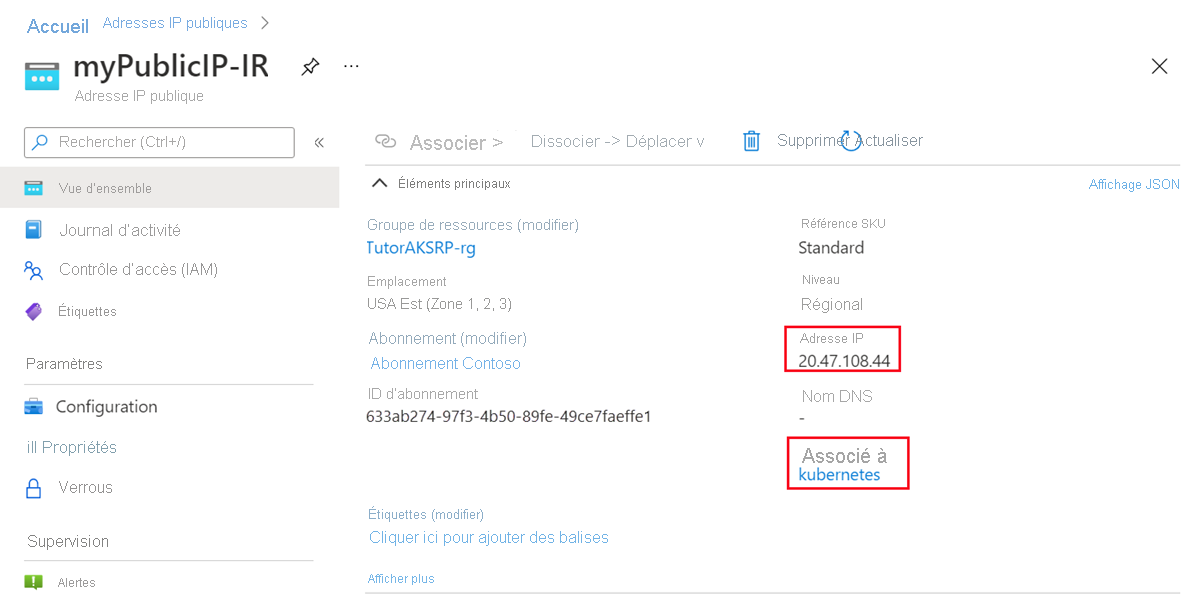 Accueil Adresses IP publiques >
myPublicIP-IR ...
Adresse IP publique
Rechercher (Ctrl+/) «
Vue d'ensemble
Journal d'activité
Contrôle d'accès (IAM)
Étiquettes
Paramètres
Configuration
ill Propriétés
Verrous
Supervision
Alertes
Associer > Dissocier -> Déplacer v Supprimer Actualiser
Éléments principaux Affichage JSON
Groupe de ressources (modifier)
TutorAKSRP-rg
Emplacement
USA Est (Zone 1, 2, 3)
Abonnement (modifier)
Abonnement Contoso
ID d'abonnement
633ab274-97f3-4b50-89fe-49ce7faeffe1
Référence SKU
Standard
Niveau
Régional
Adresse IP
20.47.108.44
Nom DNS
-
Associé à
kubernetes
Étiquettes (modifier)
Cliquer ici pour ajouter des balises
Afficher plus